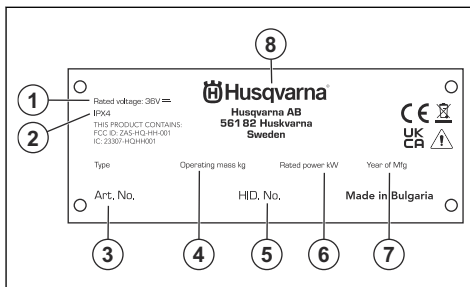 8
1
Rated voltage: 36V
Husqvarna
2
IPX4
THIS PRODUCT CONTAINS:
FCC ID: ZAS-HQ-HH-001
IC: 23307-HQHH001
Husqvarna AB
561 82 Huskvarna
Sweden
CE
UK
CA
Type
Operating mass kg
Rated power kW
Year of Mfg
Art. No.
HID. No.
Made in Bulgaria
3
4
5
6
7